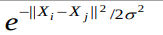 e^{-||X_i - X_j||^2 / 2σ^2}